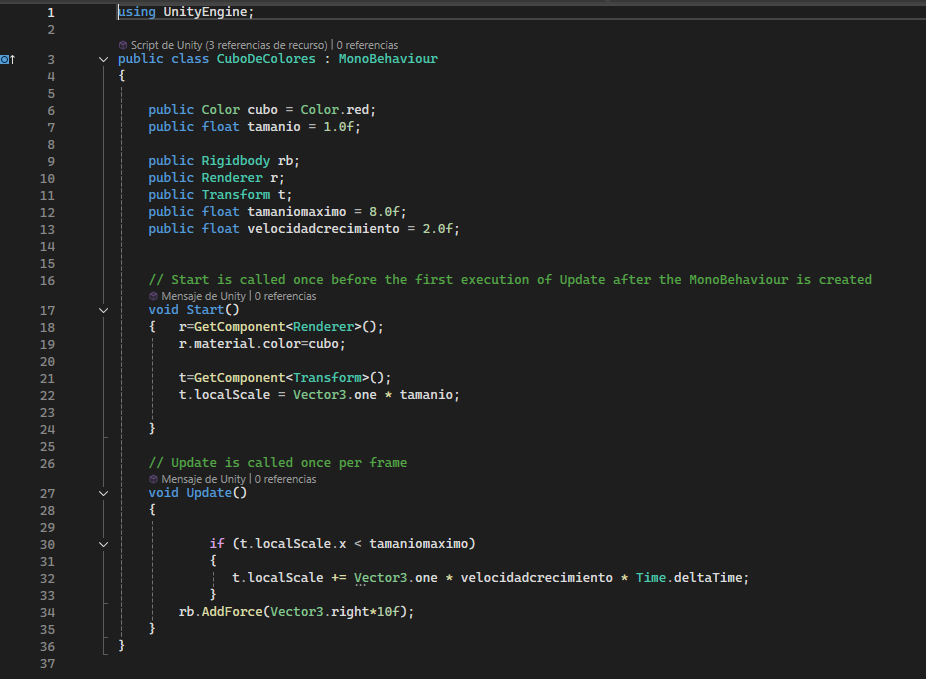 1 using UnityEngine;
2
Script de Unity (3 referencias de recurso) | 0 referencias
3 public class CuboDeColores : MonoBehaviour
4 {
5
6 public Color cubo = Color.red;
7 public float tamanio = 1.0f;
8
9 public Rigidbody rb;
10 public Renderer r;
11 public Transform t;
12 public float tamaniomaximo = 8.0f;
13 public float velocidadcrecimiento = 2.0f;
14
15
16 // Start is called once before the first execution of Update after the MonoBehaviour is created
Mensaje de Unity | 0 referencias
17 void Start()
18 { r=GetComponent<Renderer>();
19 r.material.color=cubo;
20
21 t=GetComponent<Transform>();
22 t.localScale = Vector3.one * tamanio;
23
24 }
25
26 // Update is called once per frame
Mensaje de Unity | 0 referencias
27 void Update()
28 {
29
30 if (t.localScale.x < tamaniomaximo)
31 {
32 t.localScale += Vector3.one * velocidadcrecimiento * Time.deltaTime;
33 }
34 rb.AddForce(Vector3.right*10f);
35 }
36 }
37